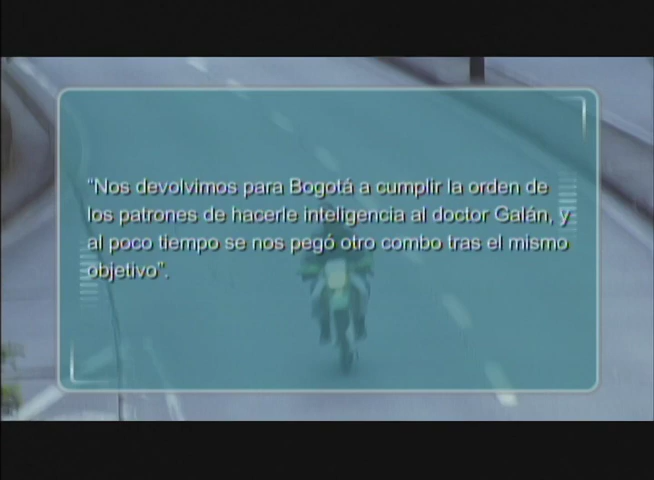 "Nos devolvimos para Bogotá a cumplir la orden de
los patrones de hacerle inteligencia al doctor Galán, y
al poco tiempo se nos pegó otro combo tras el mismo
objetivo".